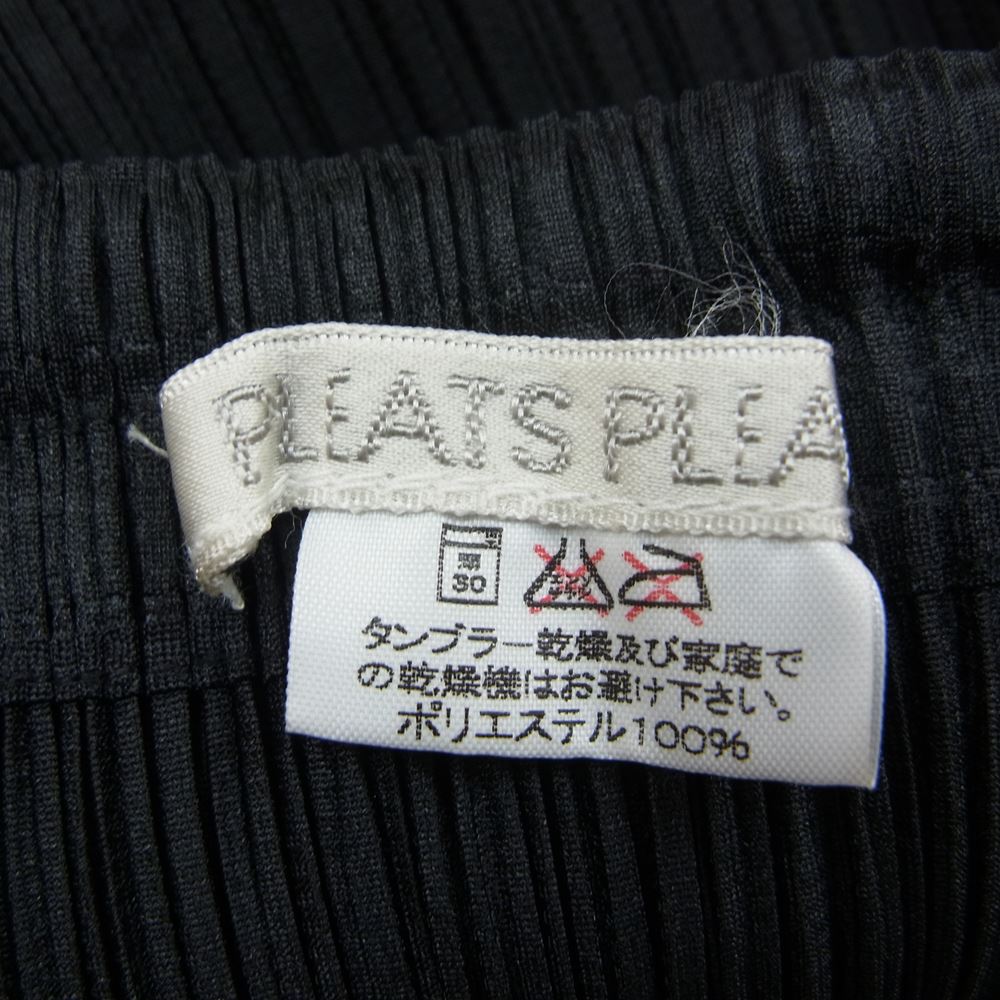 PLEATS PLEA
弱
30
タンブラー乾燥及び家庭で
の乾燥機はお避け下さい。
ポリエステル100%